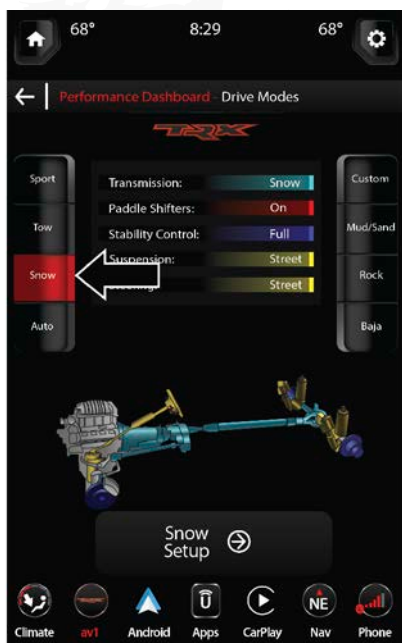 68° 8:29 68°
Performance Dashboard - Drive Modes
TRX
Sport
Tow
Snow
Auto
Transmission: Snow
Paddle Shifters: On
Stability Control: Full
Suspension: Street
Street
Custom
Mud/Sand
Rock
Baja
Snow
Setup
NE
Climate av1 Android Apps CarPlay Nav Phone